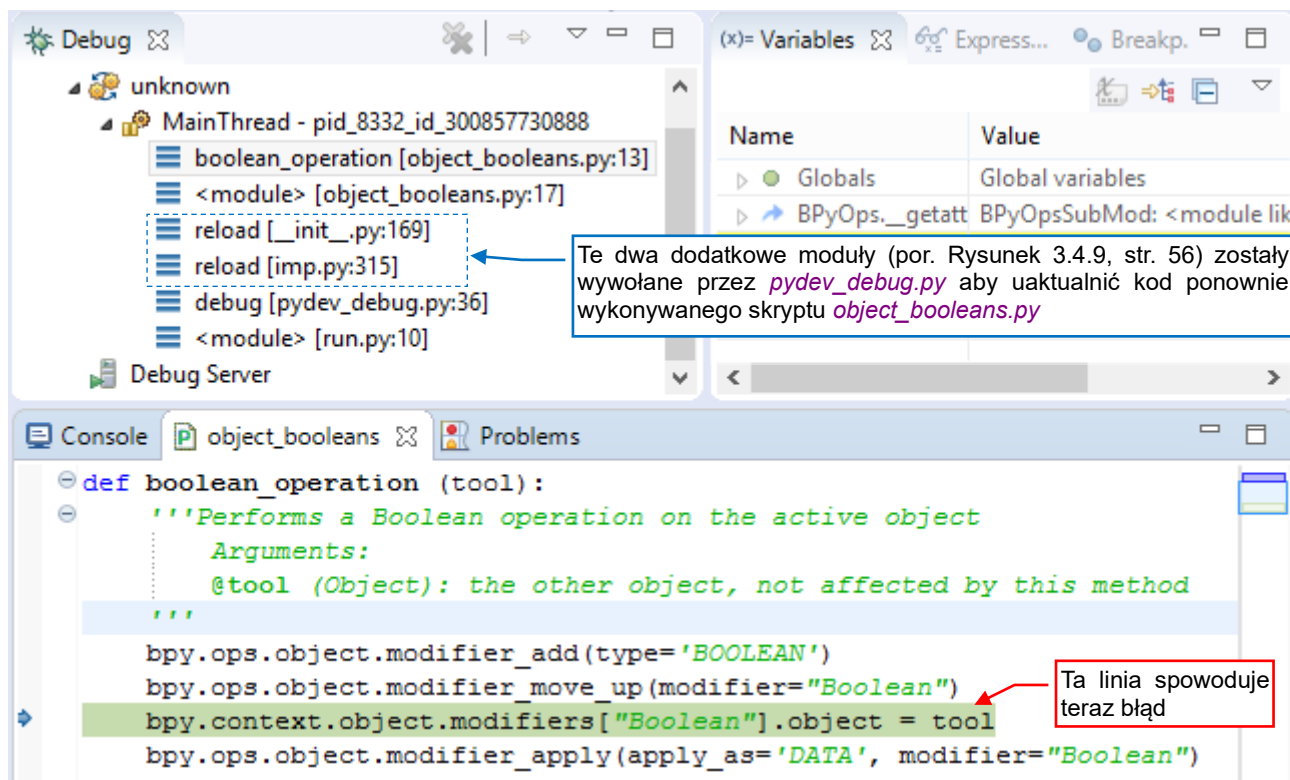 Debug
(x)= Variables Express... Breakp.
unknown
MainThread - pid_8332_id_300857730888
boolean_operation [object_booleans.py:13]
<module> [object_booleans.py:17]
reload [__init__.py:169]
reload [imp.py:315]
debug [pydev_debug.py:36]
<module> [run.py:10]
Debug Server
Name Value
Globals Global variables
BPyOps.__getatt BPyOpsSubMod: <module lik
Te dwa dodatkowe moduły (por. Rysunek 3.4.9, str. 56) zostały
wywołane przez pydev_debug.py aby uaktualnić kod ponownie
wykonywanego skryptu object_booleans.py
Console object_booleans Problems
def boolean_operation (tool):
'''Performs a Boolean operation on the active object
Arguments:
@tool (Object): the other object, not affected by this method
'''
bpy.ops.object.modifier_add(type='BOOLEAN')
bpy.ops.object.modifier_move_up(modifier="Boolean")
bpy.context.object.modifiers["Boolean"].object = tool
bpy.ops.object.modifier_apply(apply_as='DATA', modifier="Boolean")
Ta linia spowoduje
teraz błąd